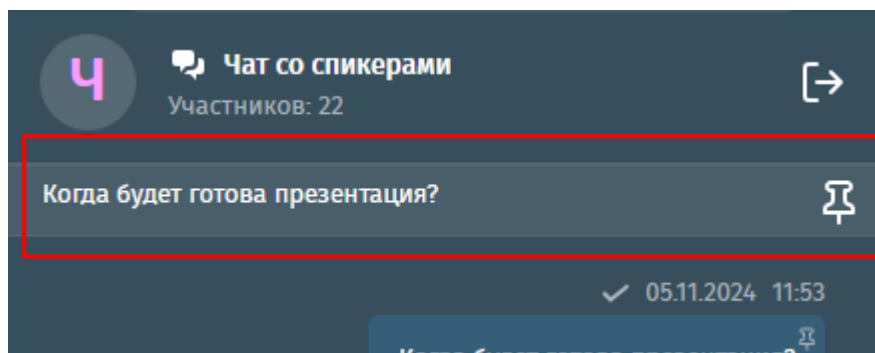 Ч
Чат со спикерами
Участников: 22
Когда будет готова презентация?
05.11.2024 11:53